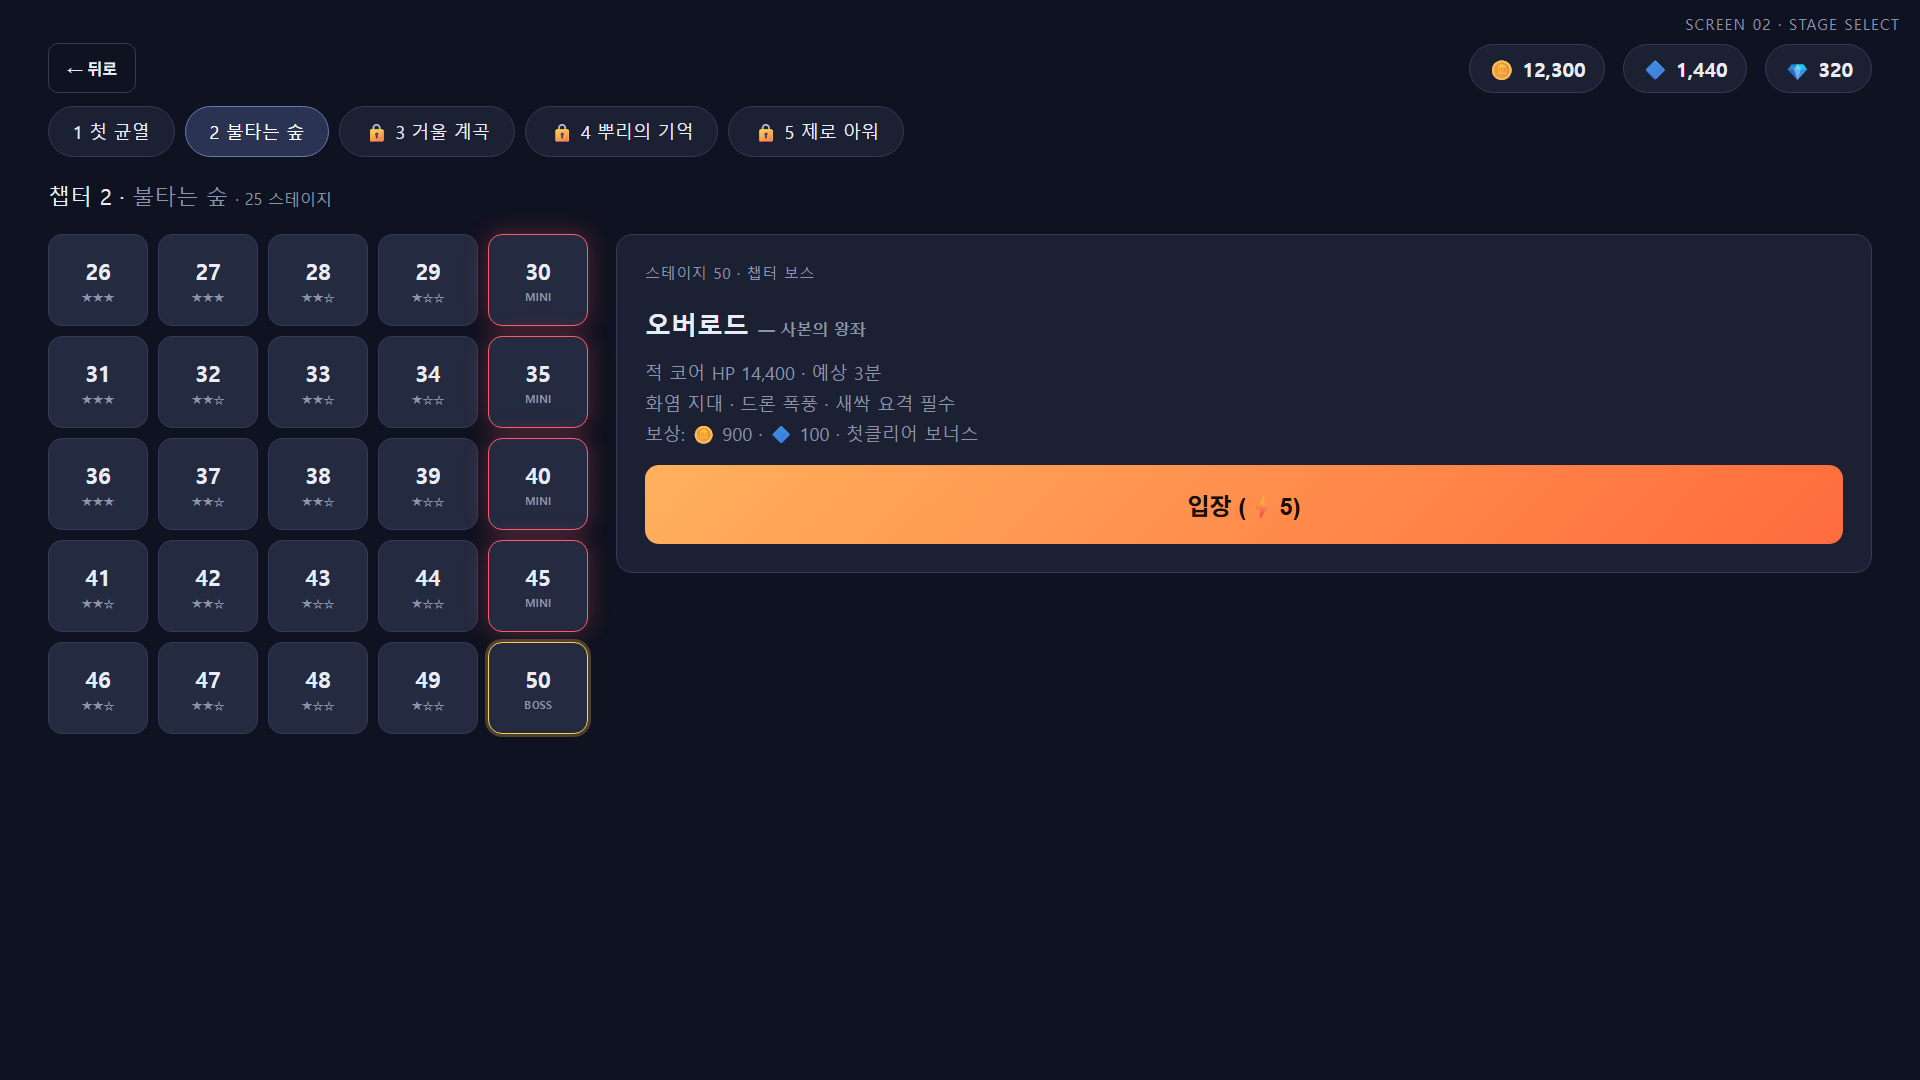 SCREEN 02 · STAGE SELECT
← 뒤로
12,300
1,440
320
1 첫 균열
2 불타는 숲
3 거울 계곡
4 뿌리의 기억
5 제로 아워
챕터 2 · 불타는 숲 · 25 스테이지
26 ★★★
27 ★★★
28 ★★☆
29 ★☆☆
30 MINI
31 ★★★
32 ★★☆
33 ★★☆
34 ★☆☆
35 MINI
36 ★★★
37 ★★☆
38 ★★☆
39 ★☆☆
40 MINI
41 ★★☆
42 ★★☆
43 ★☆☆
44 ★☆☆
45 MINI
46 ★★☆
47 ★★☆
48 ★☆☆
49 ★☆☆
50 BOSS
스테이지 50 · 챕터 보스
오버로드 — 사본의 왕좌
적 코어 HP 14,400 · 예상 3분
화염 지대 · 드론 폭풍 · 새싹 요격 필수
보상: 🪙 900 · 🔷 100 · 첫클리어 보너스
입장 (⚡ 5)